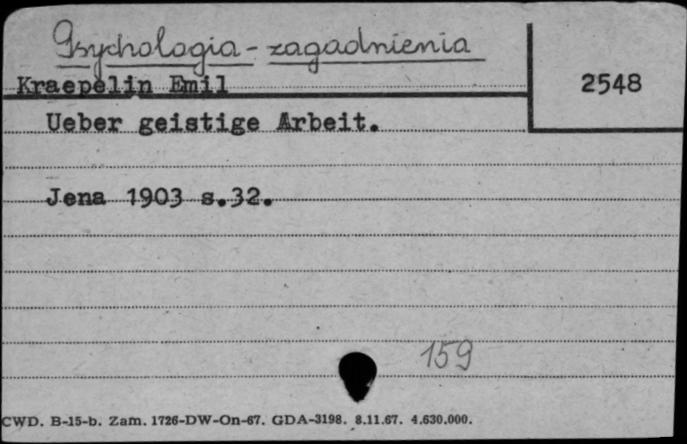 Psychologia - zagadnienia
Kraepelin Emil
2548
Ueber geistige Arbeit.
Jena 1903 s.32.
159
CWD. B-15-b. Zam. 1726-DW-On-67. GDA-3198. 8.11.67. 4.630.000.